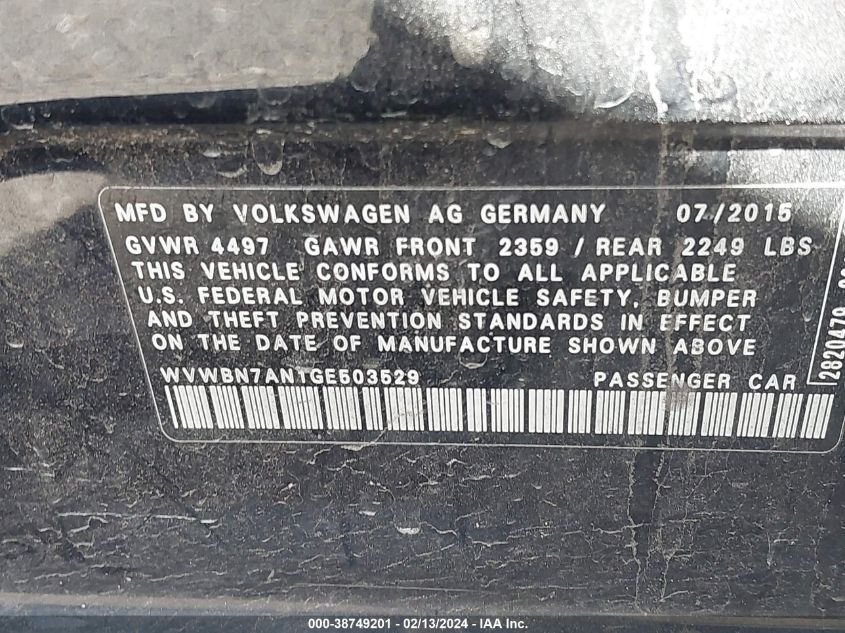 MFD BY VOLKSWAGEN AG GERMANY 07/2015
GVWR 4497 GAWR FRONT 2359 / REAR 2249 LBS
THIS VEHICLE CONFORMS TO ALL APPLICABLE
U.S. FEDERAL MOTOR VEHICLE SAFETY, BUMPER
AND THEFT PREVENTION STANDARDS IN EFFECT
ON THE DATE OF MANUFACTURE SHOWN ABOVE
WVWBN7AN1GE503529 PASSENGER CAR
2820479
000-38749201 - 02/13/2024 - IAAI Inc.